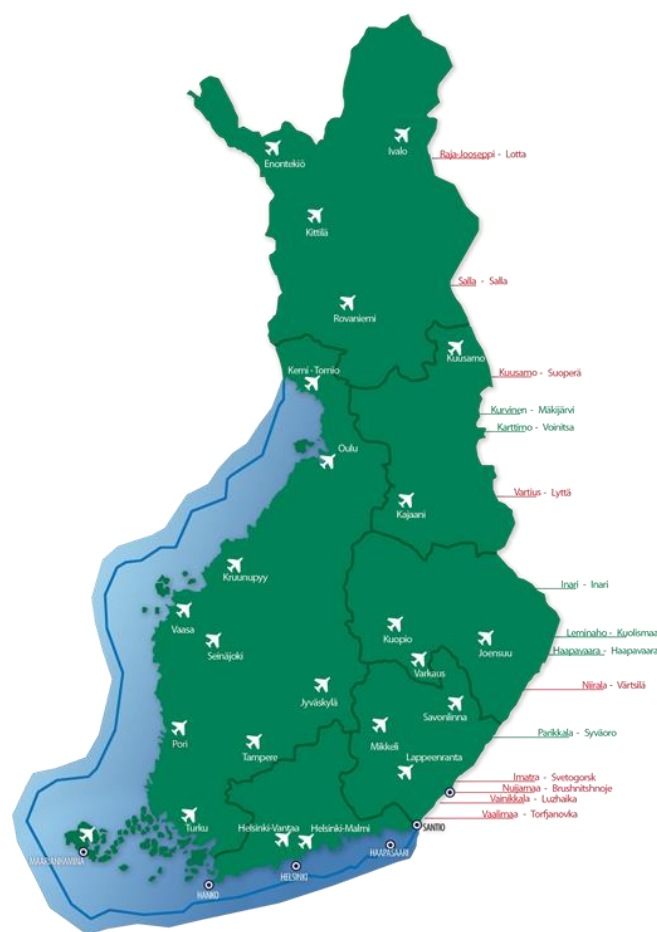 Enontekiö
Ivalo
Raja-Jooseppi - Lotta
Kittilä
Salla - Salla
Rovaniemi
Kuusamo
Kemi - Tornio
Kuusamo - Suoperä
Kurvinen - Mäkijärvi
Karttimo - Voinitsa
Oulu
Vartius - Lyttä
Kajaani
Kruunupyy
Inari - Inari
Vaasa
Kuopio
Joensuu
Leminaho - Kuolismaa
Seinäjoki
Haapavaara - Haapavaara
Varkaus
Niirala - Värtsilä
Jyväskylä
Savonlinna
Pori
Mikkeli
Parikkala - Syväoro
Tampere
Lappeenranta
Imatra - Svetogorsk
Nuijamaa - Brushnitshnoje
Vainikkala - Luzhaika
Turku
Vaalimaa - Torfjanovka
Helsinki-Vantaa
Helsinki-Malmi
SANTIO
MAARIANHAMINA
HAAPASAARI
HELSINKI
HANKO